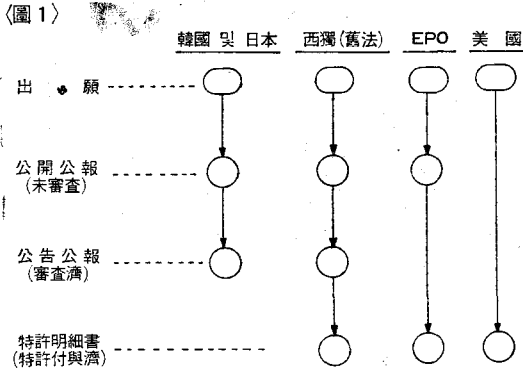 〈圖 1〉
韓國 및 日本 西獨(舊法) EPO 美 國
出 願
公 開 公 報
(未審査)
公 告 公 報
(審査濟)
特許明細書
(特許付與濟)